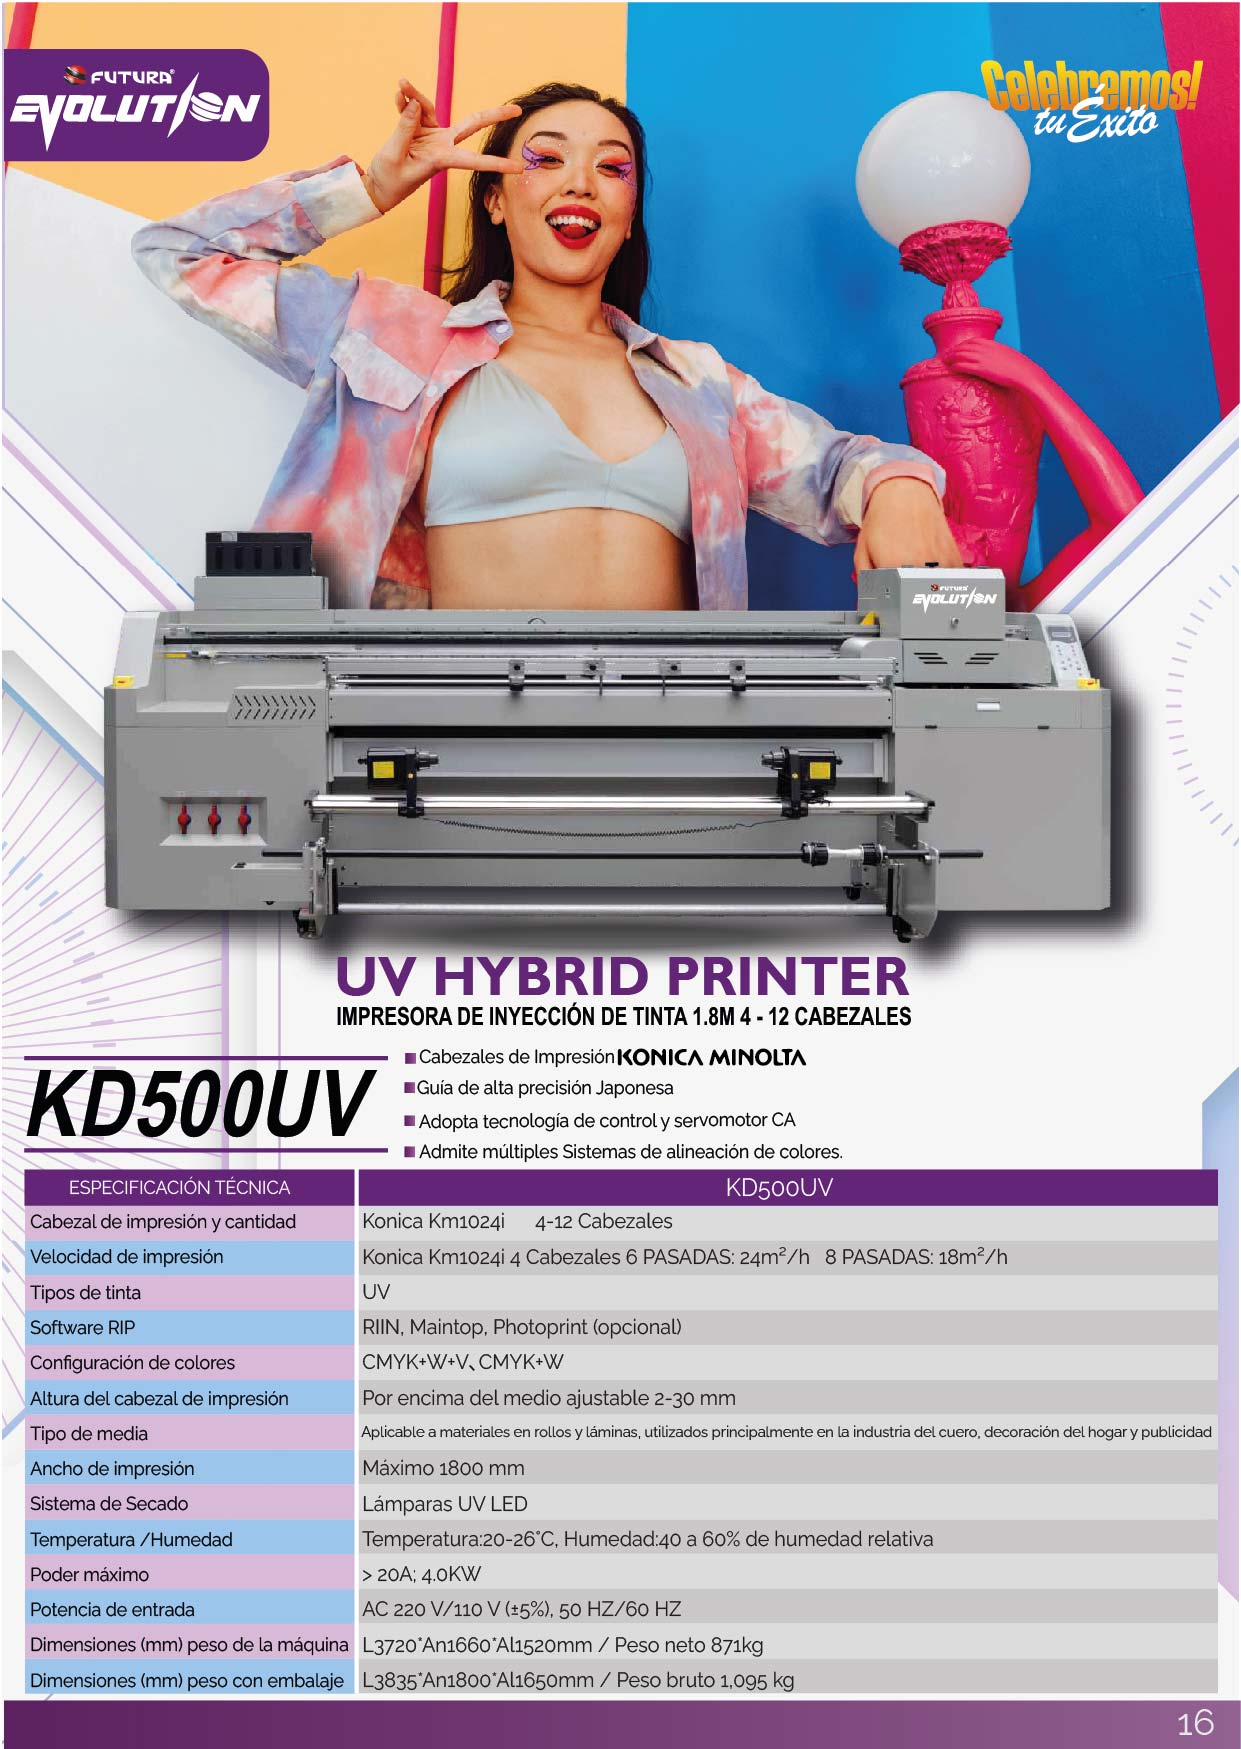 FUTURA®
EVOLUTION
Celebremos!
tu Éxito
FUTURA
EVOLUTION
UV HYBRID PRINTER
IMPRESORA DE INYECCIÓN DE TINTA 1.8M 4 - 12 CABEZALES
KD500UV
Cabezales de Impresión KONICA MINOLTA
Guía de alta precisión Japonesa
Adopta tecnología de control y servomotor CA
Admite múltiples Sistemas de alineación de colores.
ESPECIFICACIÓN TÉCNICA KD500UV
Cabezal de impresión y cantidad Konica Km1024i 4-12 Cabezales
Velocidad de impresión Konica Km1024i 4 Cabezales 6 PASADAS: 24m²/h 8 PASADAS: 18m²/h
Tipos de tinta UV
Software RIP RIIN, Maintop, Photoprint (opcional)
Configuración de colores CMYK+W+V、CMYK+W
Altura del cabezal de impresión Por encima del medio ajustable 2-30 mm
Tipo de media Aplicable a materiales en rollos y láminas, utilizados principalmente en la industria del cuero, decoración del hogar y publicidad
Ancho de impresión Máximo 1800 mm
Sistema de Secado Lámparas UV LED
Temperatura /Humedad Temperatura:20-26°C, Humedad:40 a 60% de humedad relativa
Poder máximo > 20A; 4.0KW
Potencia de entrada AC 220 V/110 V (±5%), 50 HZ/60 HZ
Dimensiones (mm) peso de la máquina L3720*An1660*Al1520mm / Peso neto 871kg
Dimensiones (mm) peso con embalaje L3835*An1800*Al1650mm / Peso bruto 1,095 kg
16